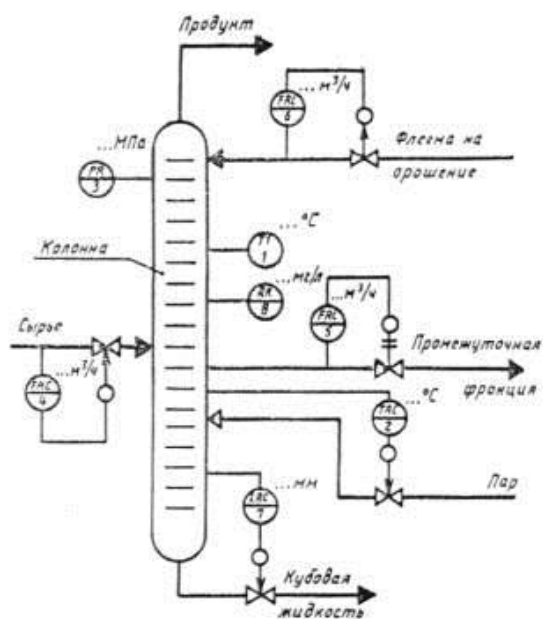 Продукт
...м³/ч
FRC
6
...МПа
Флегма на
орошение
PR
3
...°C
TI
1
Колонна
...мг/л
QR
8
...м³/ч
FRC
5
Сырье
Промежуточная
фракция
...м³/ч
4
...°C
TRC
2
Пар
...мм
LRC
7
Кубовая
жидкость